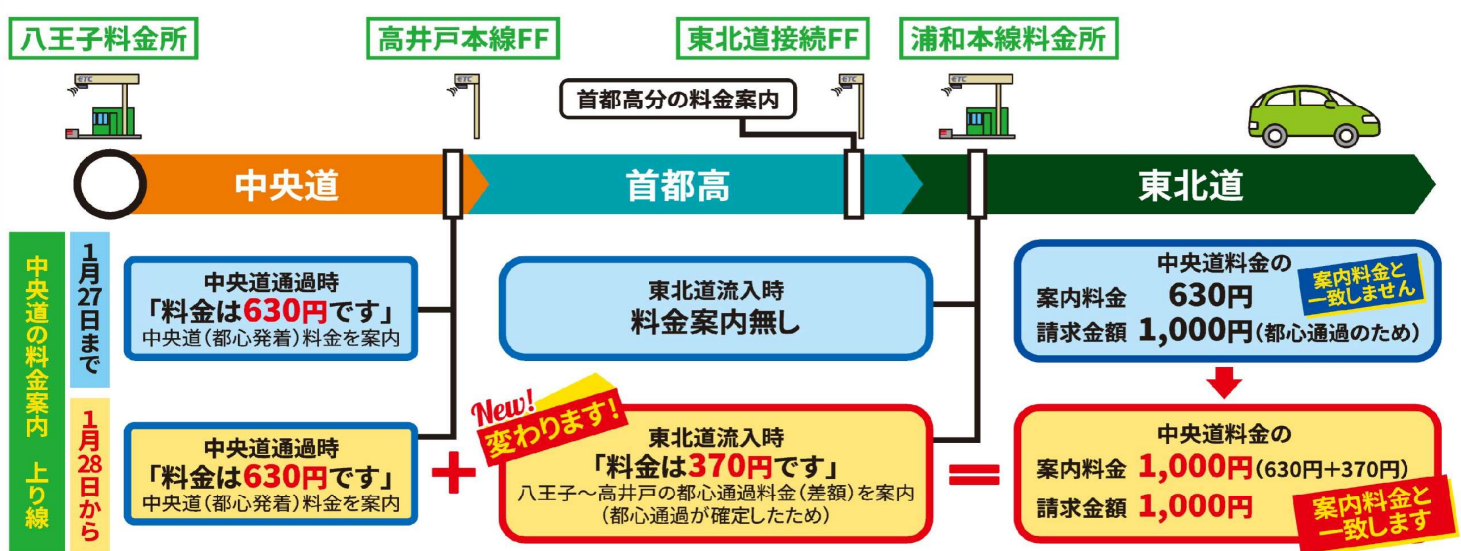 八王子料金所
高井戸本線FF
東北道接続FF
浦和本線料金所
ETC
ETC
ETC
ETC
首都高分の料金案内
中央道
首都高
東北道
中央道の料金案内 上り線
1月27日まで
中央道通過時
「料金は630円です」
中央道(都心発着)料金を案内
東北道流入時
料金案内無し
中央道料金の
案内料金 630円
請求金額 1,000円(都心通過のため)
案内料金と
一致しません
1月28日から
中央道通過時
「料金は630円です」
中央道(都心発着)料金を案内
+
New!
変わります!
東北道流入時
「料金は370円です」
八王子～高井戸の都心通過料金(差額)を案内
(都心通過が確定したため)
=
中央道料金の
案内料金 1,000円(630円+370円)
請求金額 1,000円
案内料金と
一致します